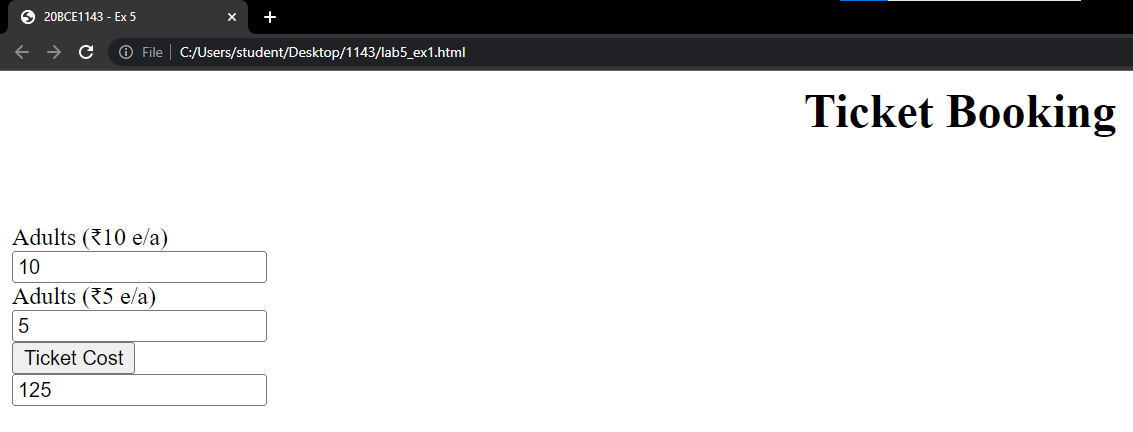 20BCE1143 - Ex 5
File C:/Users/student/Desktop/1143/lab5_ex1.html
Ticket Booking
Adults (₹10 e/a)
10
Adults (₹5 e/a)
5
Ticket Cost
125